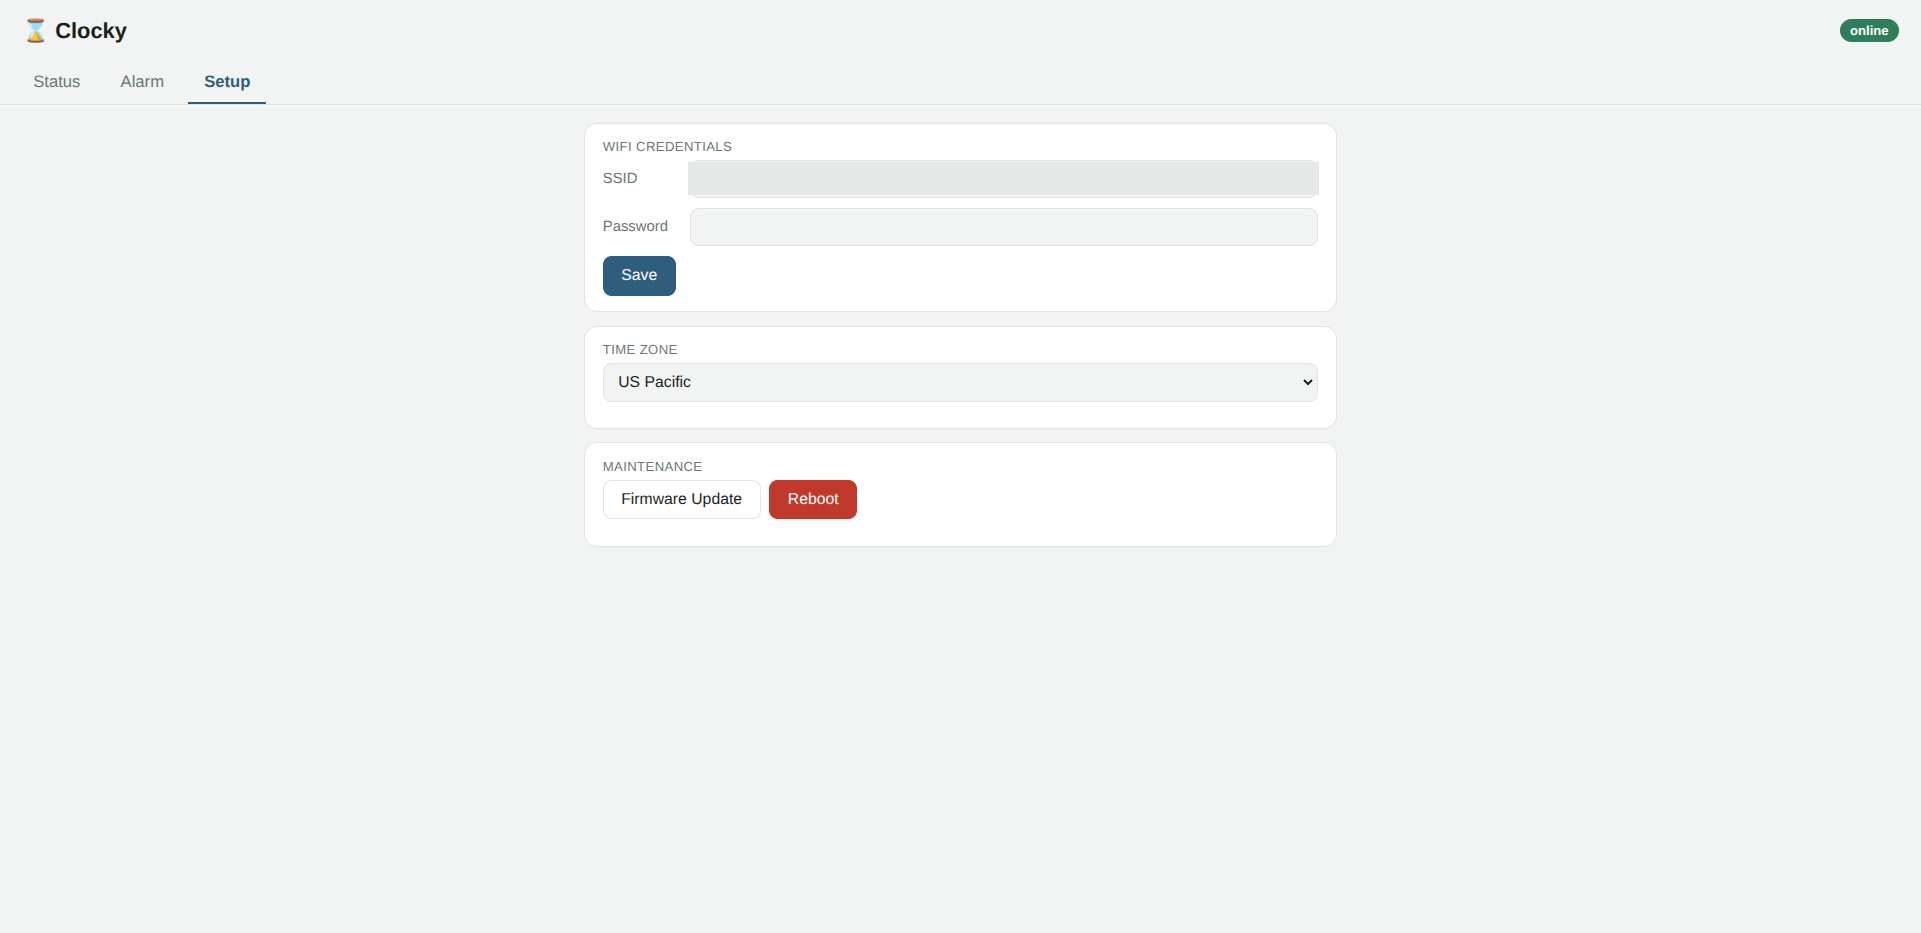 ⌛ Clocky
online
Status Alarm Setup
WIFI CREDENTIALS
SSID
Password
Save
TIME ZONE
US Pacific
MAINTENANCE
Firmware Update Reboot